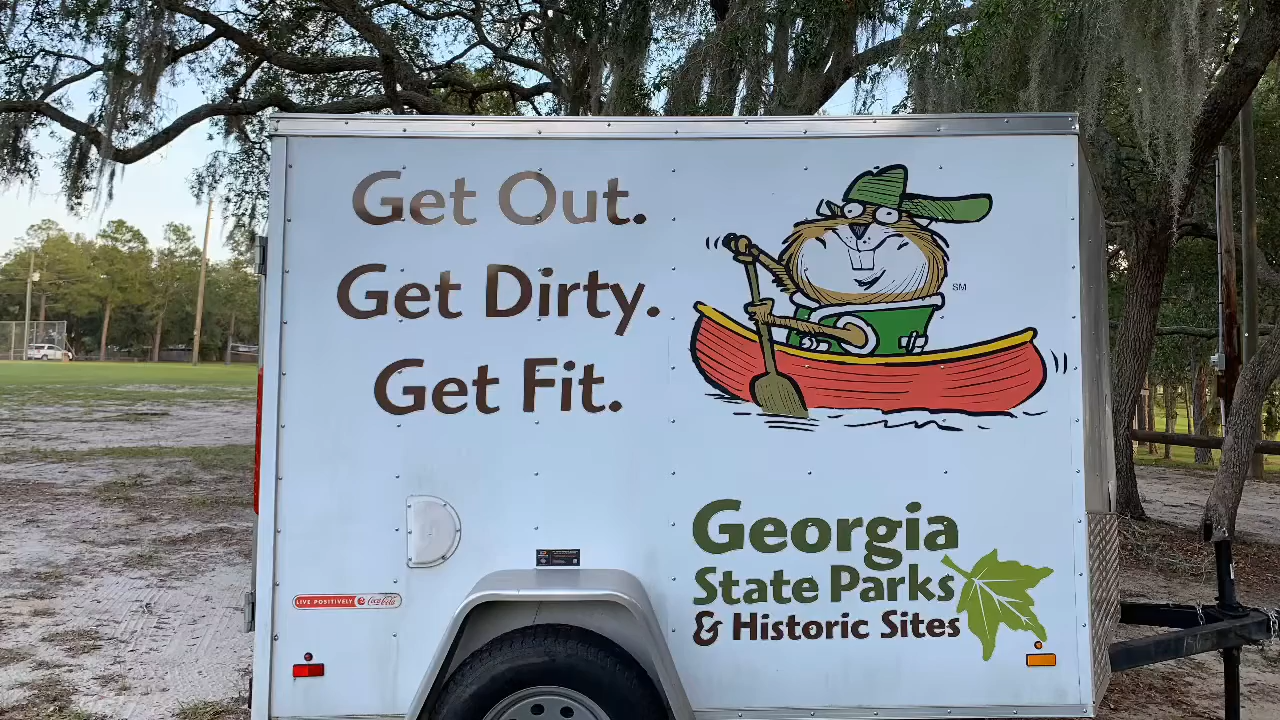 Get Out.
Get Dirty.
Get Fit.
SM
Georgia
State Parks
& Historic Sites
LIVE POSITIVELY Coca-Cola